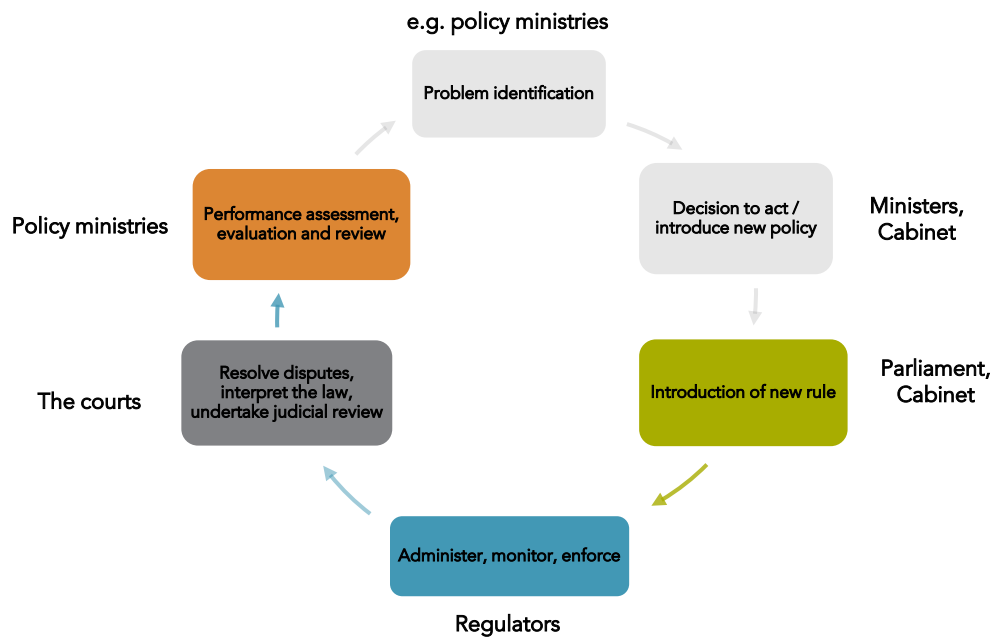 e.g. policy ministries
Problem identification
Decision to act /
introduce new policy
Ministers,
Cabinet
Introduction of new rule
Parliament,
Cabinet
Administer, monitor, enforce
Regulators
Resolve disputes,
interpret the law,
undertake judicial review
The courts
Performance assessment,
evaluation and review
Policy ministries